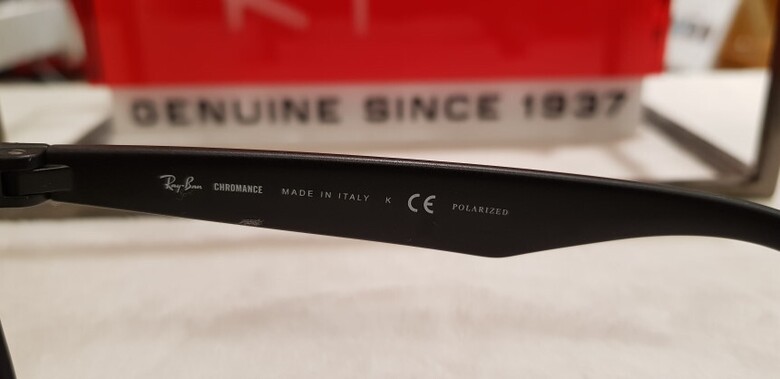 GENUINE SINCE 1937
Ray-Ban CHROMANCE MADE IN ITALY K CE POLARIZED